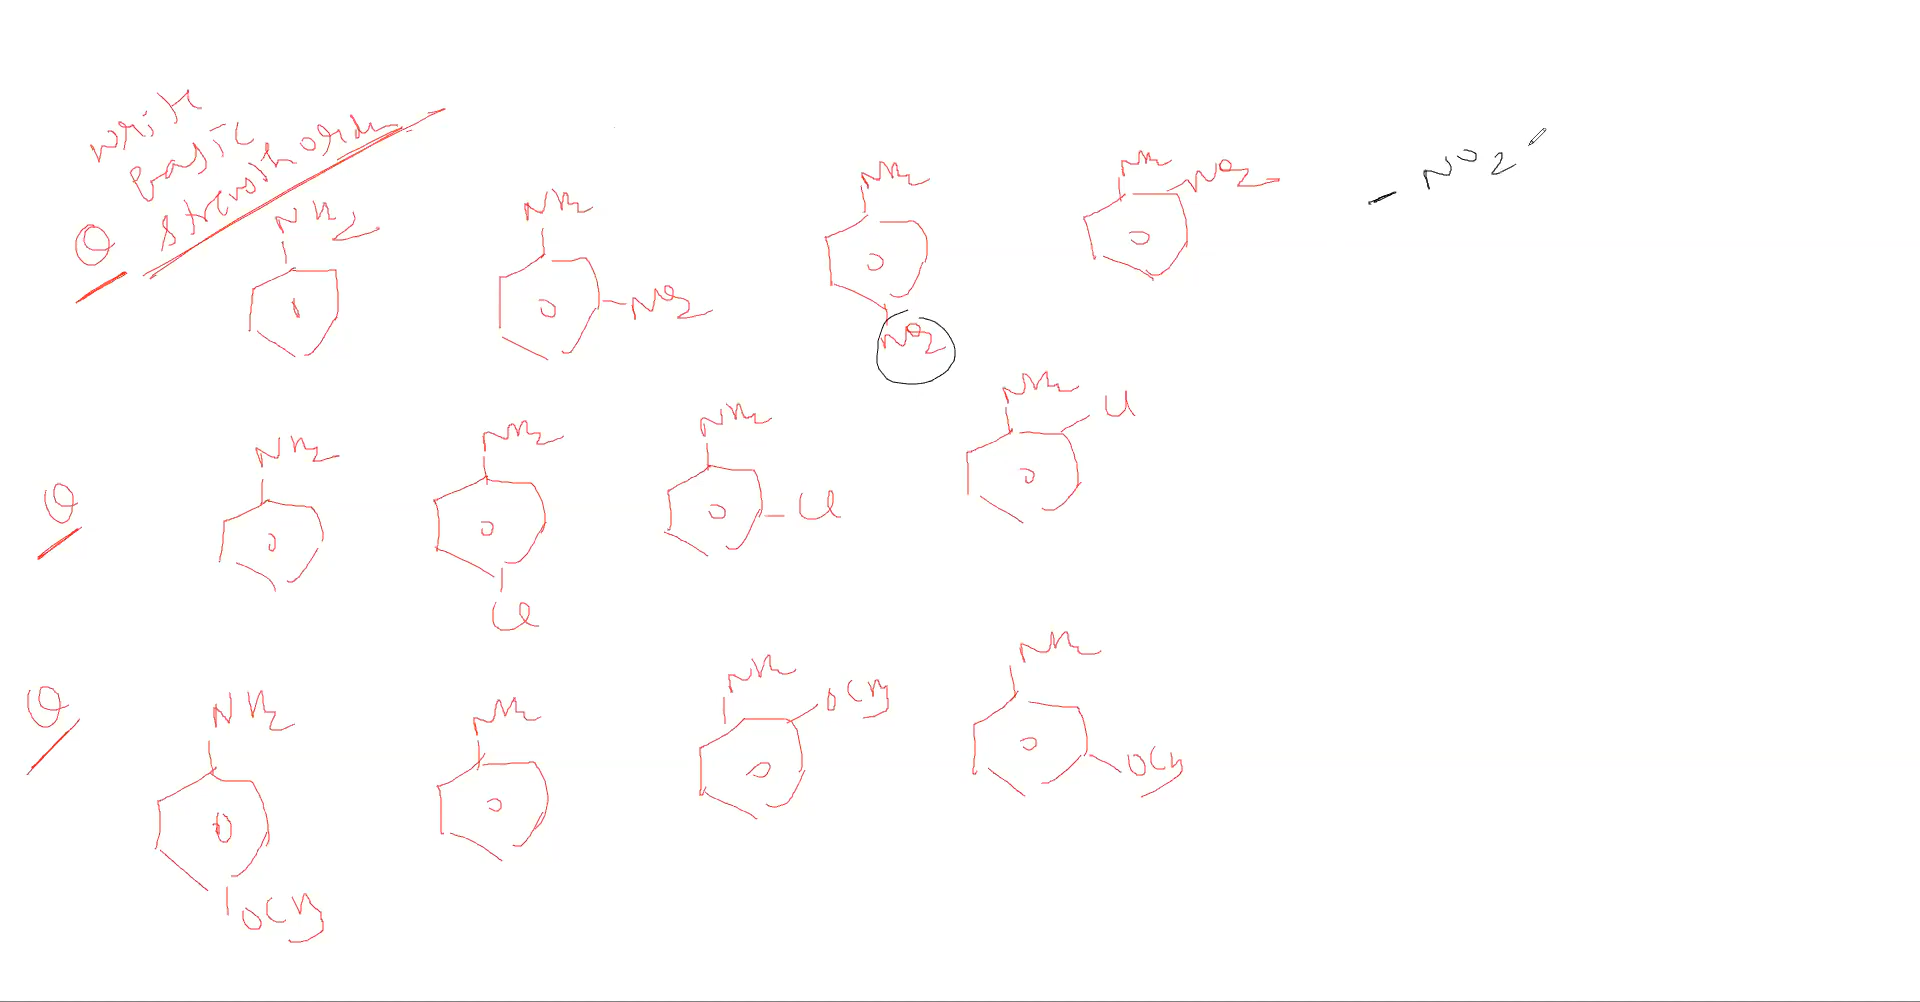 write
basic
strength order
Q
NH2
NH2
NO2
NH2
NO2
NH2
NO2
- NO2
Q
NH2
NH2
Cl
NH2
Cl
NH2
Cl
Q
NH2
OCH3
NH2
NH2
OCH3
NH2
OCH3